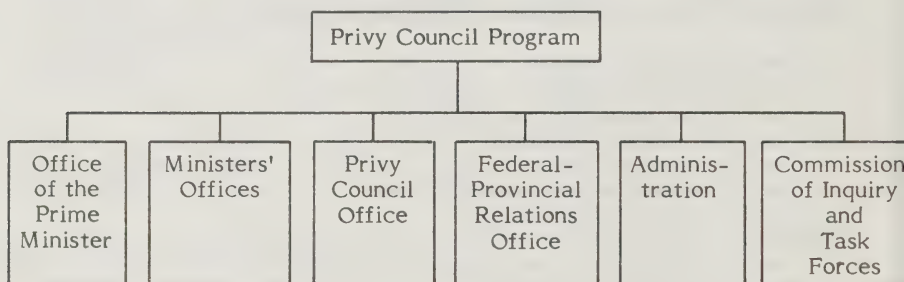 Privy Council Program
Office
of the
Prime
Minister
Ministers'
Offices
Privy
Council
Office
Federal-
Provincial
Relations
Office
Adminis-
tration
Commission
of Inquiry
and
Task
Forces